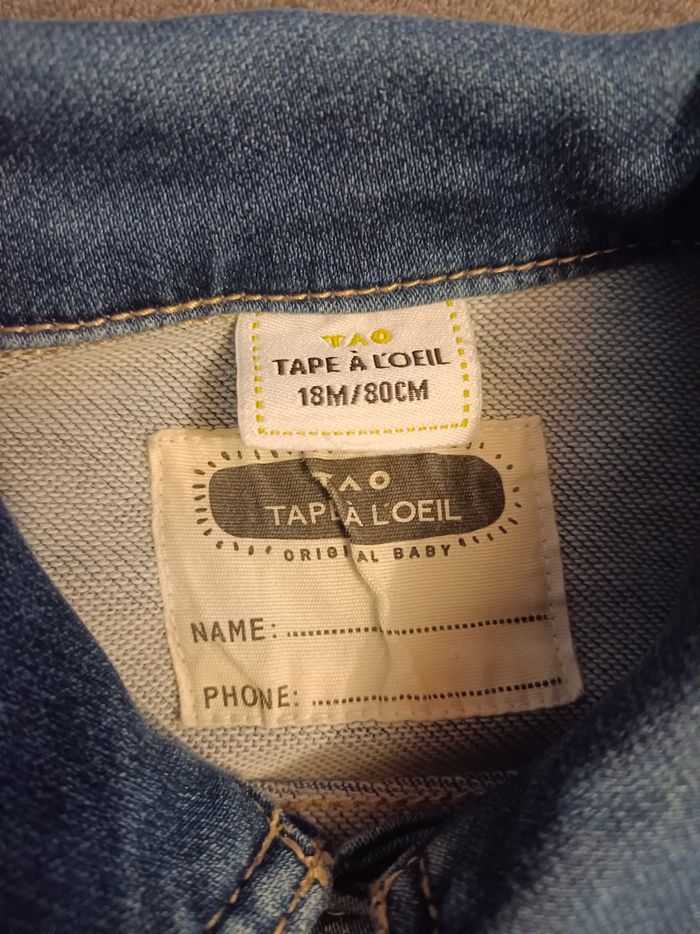 TAO
TAPE À L'OEIL
18M/80CM
TAO
TAPE À L'OEIL
ORIGINAL BABY
NAME:
PHONE: